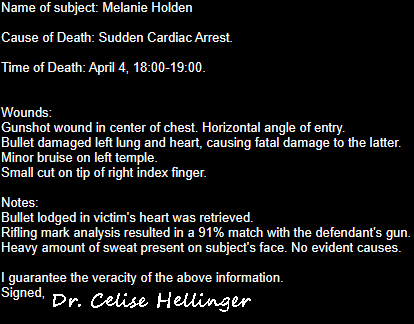 Name of subject: Melanie Holden
Cause of Death: Sudden Cardiac Arrest.
Time of Death: April 4, 18:00-19:00.
Wounds:
Gunshot wound in center of chest. Horizontal angle of entry.
Bullet damaged left lung and heart, causing fatal damage to the latter.
Minor bruise on left temple.
Small cut on tip of right index finger.
Notes:
Bullet lodged in victim's heart was retrieved.
Rifling mark analysis resulted in a 91% match with the defendant's gun.
Heavy amount of sweat present on subject's face. No evident causes.
I guarantee the veracity of the above information.
Signed, Dr. Celise Hellinger